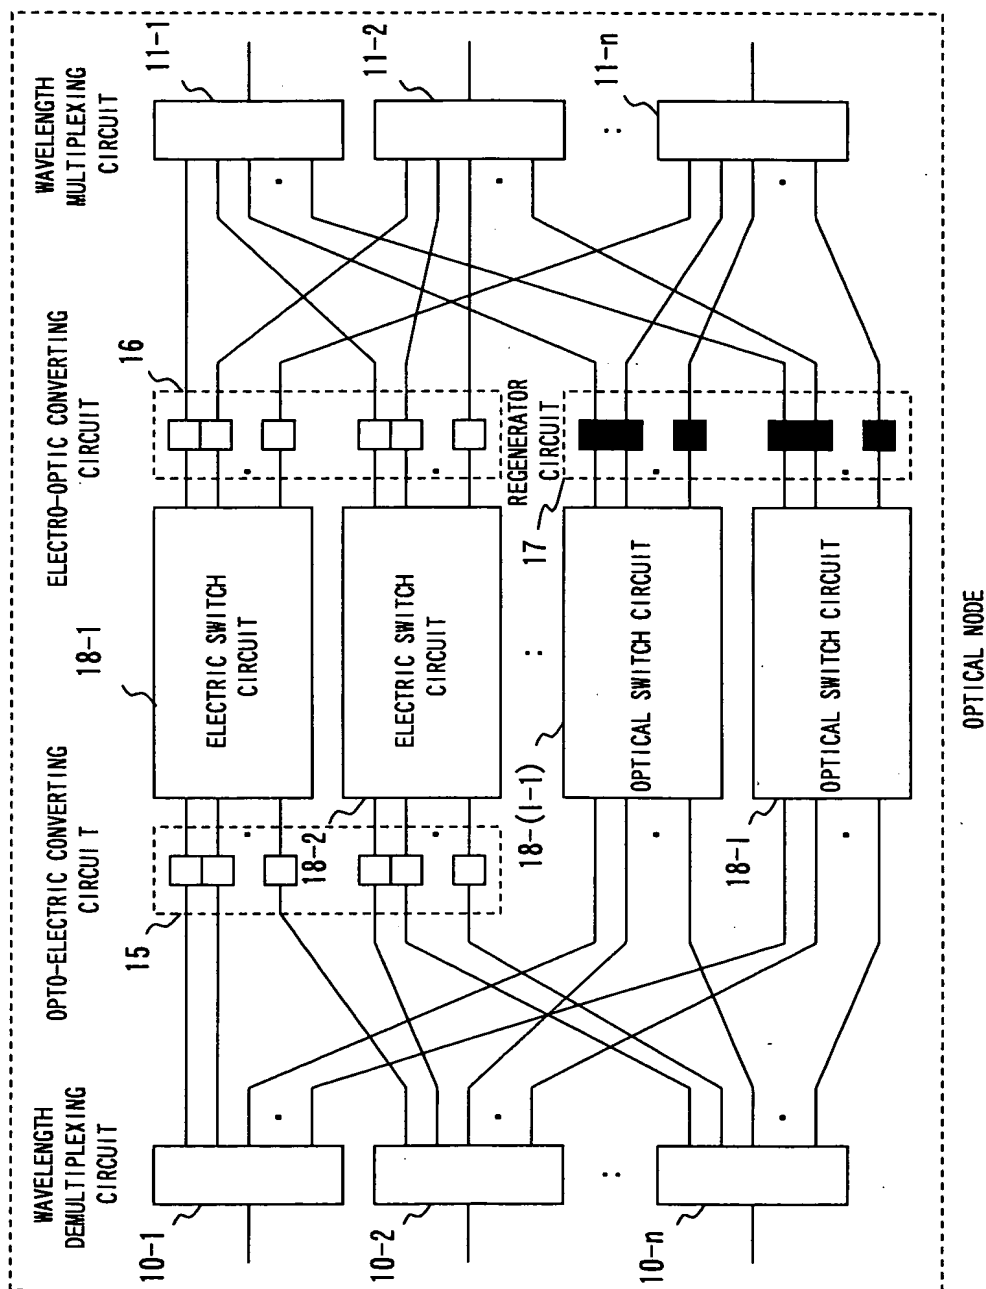 WAVELENGTH
DEMULTIPLEXING
CIRCUIT
OPTO-ELECTRIC CONVERTING
CIRCUIT
18-1
ELECTRO-OPTIC CONVERTING
CIRCUIT
WAVELENGTH
MULTIPLEXING
CIRCUIT
10-1
15
ELECTRIC SWITCH
CIRCUIT
16
11-1
10-2
18-2
ELECTRIC SWITCH
CIRCUIT
11-2
REGENERATOR
CIRCUIT
17
18-(l-1)
OPTICAL SWITCH CIRCUIT
10-n
18-l
OPTICAL SWITCH CIRCUIT
11-n
OPTICAL NODE